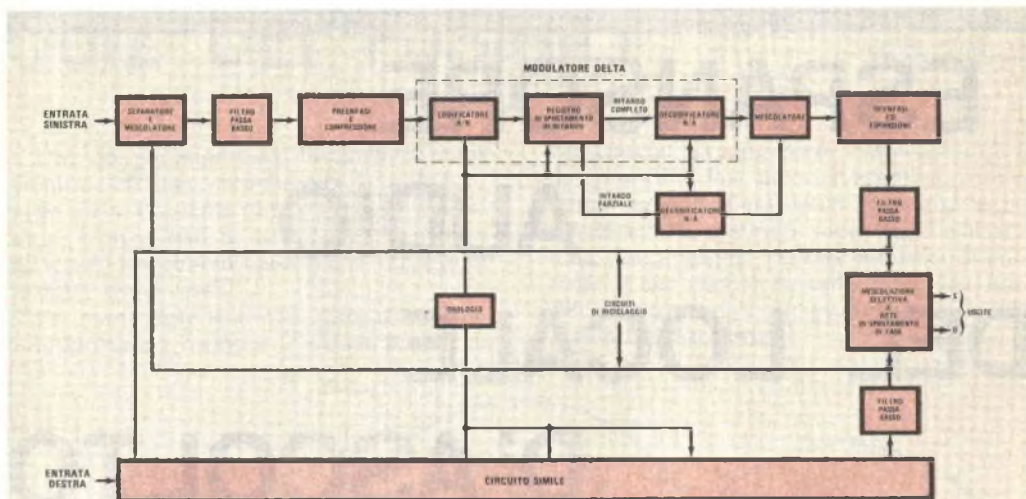 MODULATORE DELTA
ENTRATA
SINISTRA
SEPARATORE
E
MESCOLATORE
FILTRO
PASSA
BASSO
PREENFASI
E
COMPRESSIONE
CODIFICATORE
A/N
REGISTRO
DI SPOSTAMENTO
DI RITARDO
RITARDO
COMPLETO
DECODIFICATORE
N/A
MESCOLATORE
DEENFASI
ED
ESPANSIONE
RITARDO
PARZIALE
DECODIFICATORE
N/A
FILTRO
PASSA
BASSO
OROLOGIO
CIRCUITI
DI RICICLAGGIO
MESCOLAZIONE
SELETTIVA
E
RETE
DI SPOSTAMENTO
DI FASE
S
D
USCITE
FILTRO
PASSA
BASSO
ENTRATA
DESTRA
CIRCUITO SIMILE